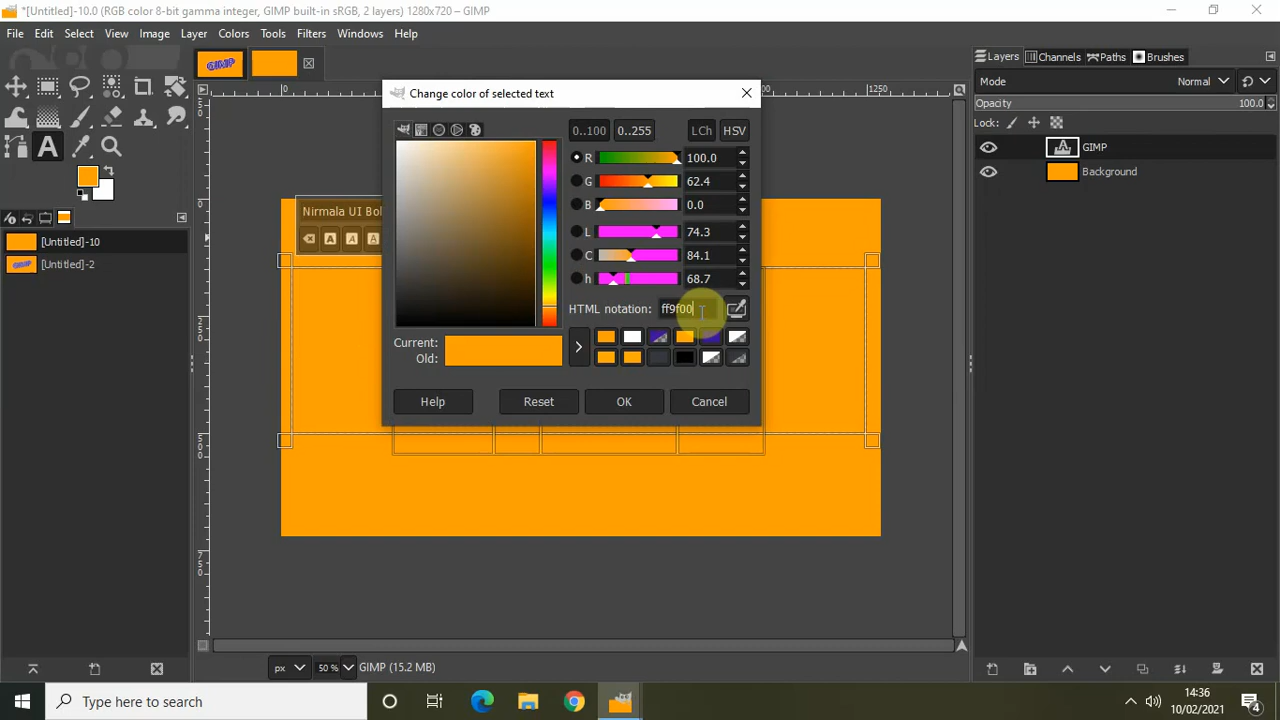 *[Untitled]-10.0 (RGB color 8-bit gamma integer, GIMP built-in sRGB, 2 layers) 1280x720 – GIMP
File Edit Select View Image Layer Colors Tools Filters Windows Help
Layers Channels Paths Brushes
Mode Normal
Opacity 100.0
Lock:
GIMP
Background
[Untitled]-10
[Untitled]-2
Nirmala UI Bol
Change color of selected text
0..100 0..255 LCh HSV
R 100.0
G 62.4
B 0.0
L 74.3
C 84.1
h 68.7
HTML notation: ff9f00
Current:
Old:
Help Reset OK Cancel
px 50 % GIMP (15.2 MB)
Type here to search
14:36
10/02/2021